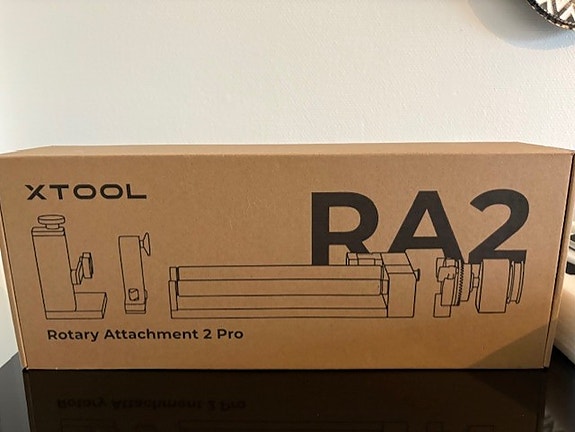 XTOOL
RA2
Rotary Attachment 2 Pro